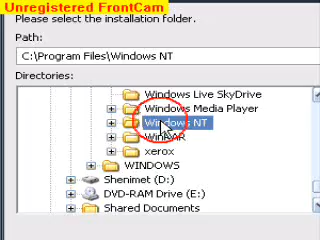 Unregistered FrontCam
Please select the installation folder.
Path:
C:\Program Files\Windows NT
Directories:
Windows Live SkyDrive
Windows Media Player
Windows NT
WinRAR
xerox
WINDOWS
Shenimet (D:)
DVD-RAM Drive (E:)
Shared Documents